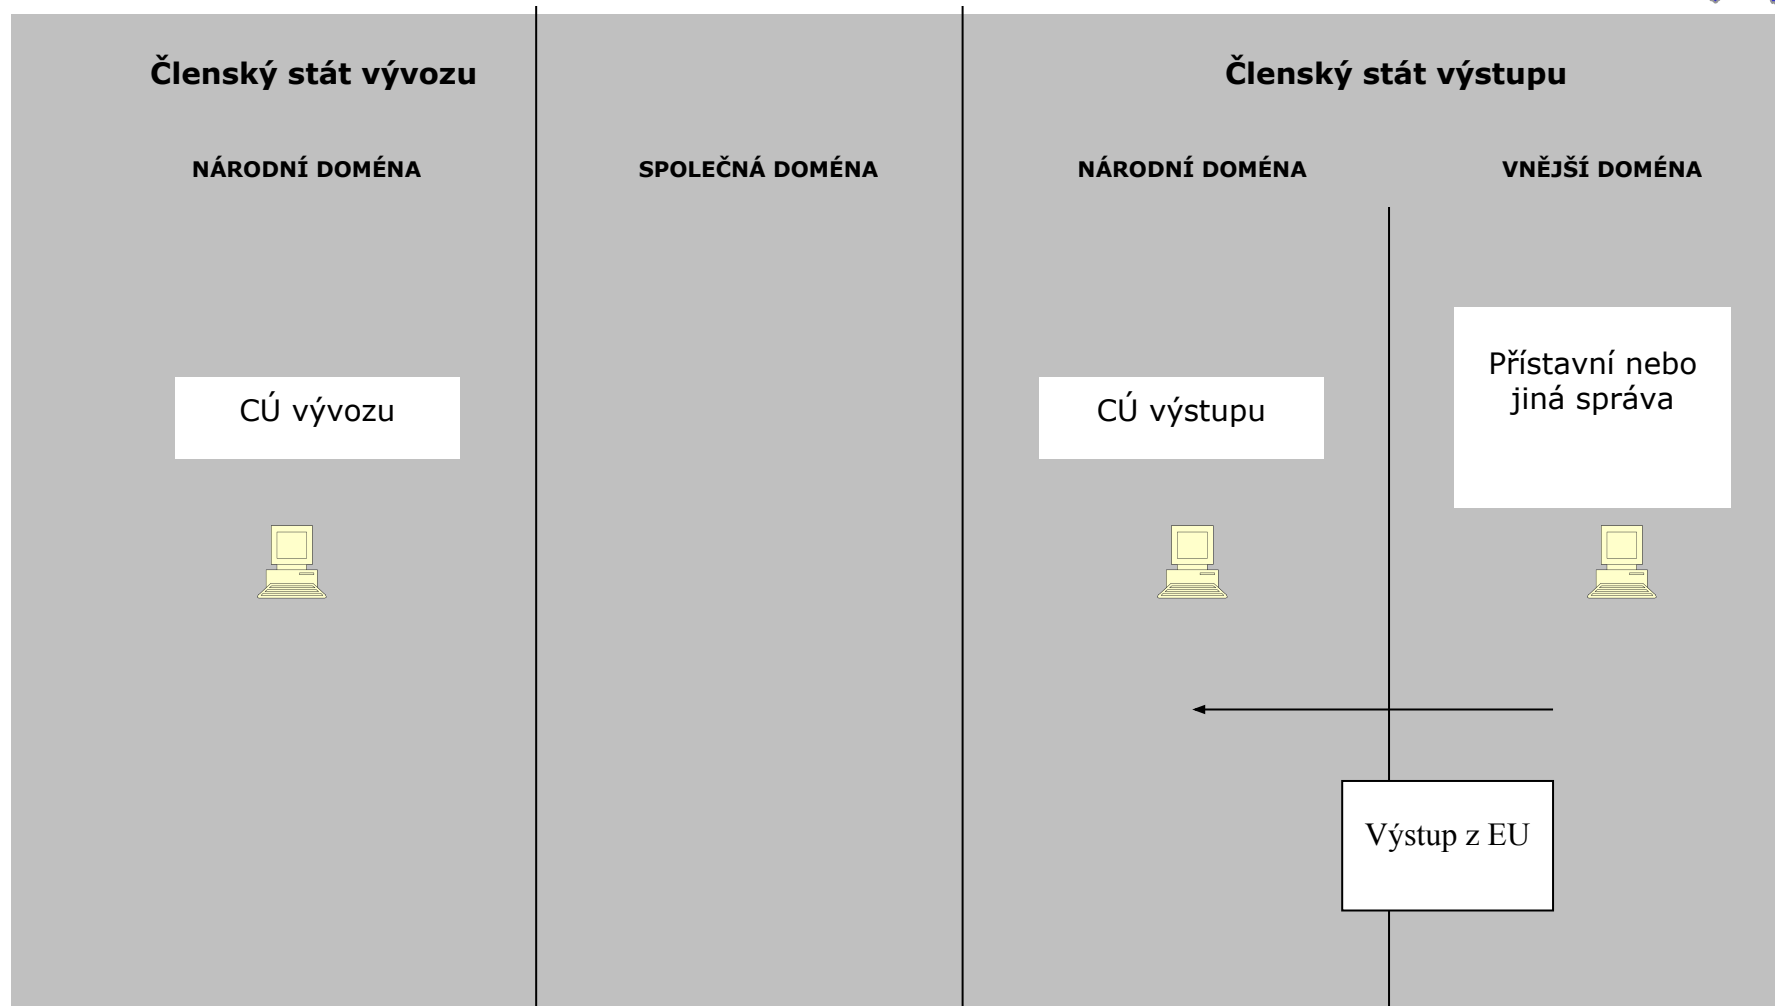 Členský stát vývozu
Členský stát výstupu
NÁRODNÍ DOMÉNA
SPOLEČNÁ DOMÉNA
NÁRODNÍ DOMÉNA
VNĚJŠÍ DOMÉNA
CÚ vývozu
CÚ výstupu
Přístavní nebo
jiná správa
Výstup z EU